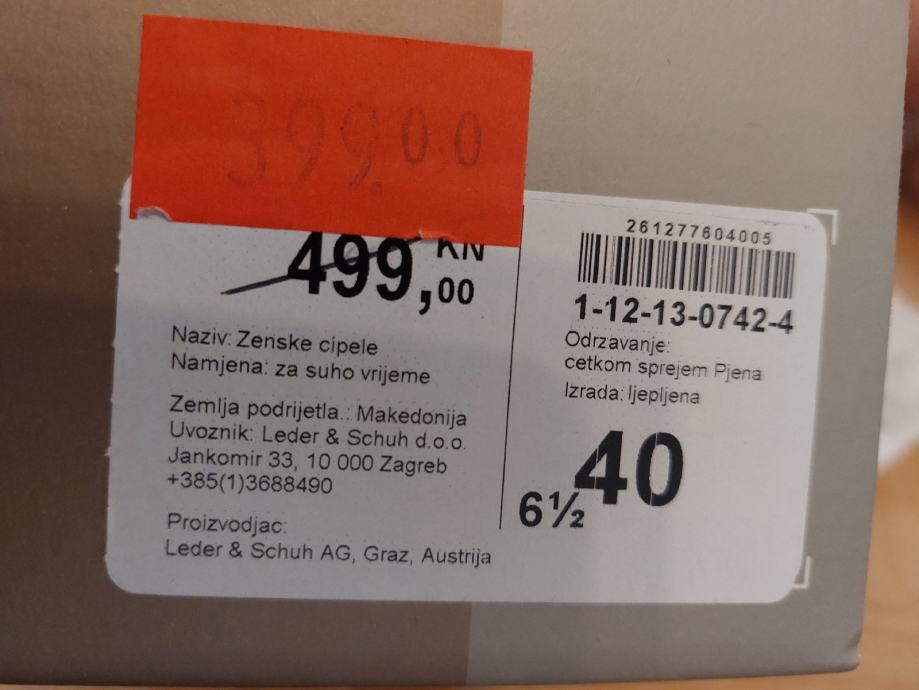 399.00
499,00 KN
Naziv: Zenske cipele
Namjena: za suho vrijeme
Zemlja podrijetla.: Makedonija
Uvoznik: Leder & Schuh d.o.o.
Jankomir 33, 10 000 Zagreb
+385(1)3688490
Proizvodjac:
Leder & Schuh AG, Graz, Austrija
261277604005
1-12-13-0742-4
Odrzavanje:
cetkom sprejem Pjena
Izrada: ljepljena
6½ 40